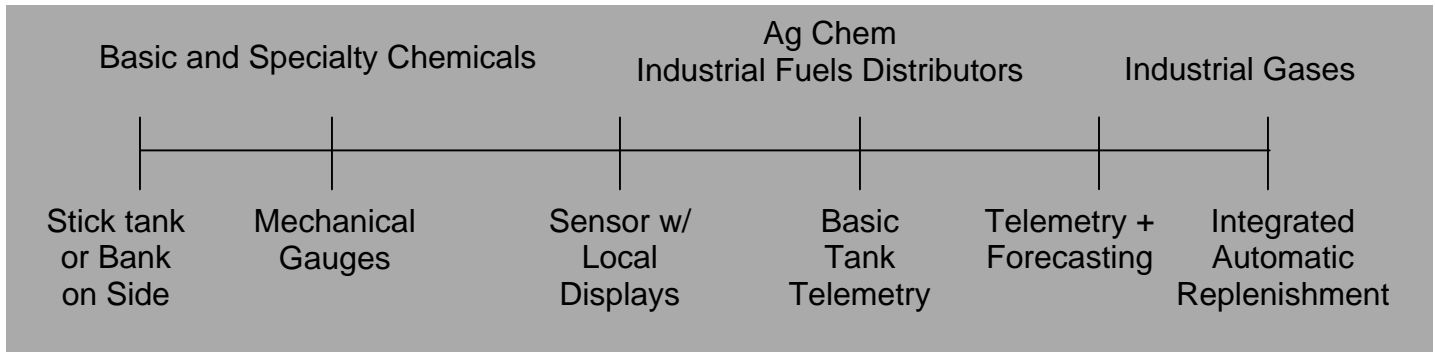 Basic and Specialty Chemicals
Ag Chem
Industrial Fuels Distributors
Industrial Gases
Stick tank
or Bank
on Side
Mechanical
Gauges
Sensor w/
Local
Displays
Basic
Tank
Telemetry
Telemetry +
Forecasting
Integrated
Automatic
Replenishment